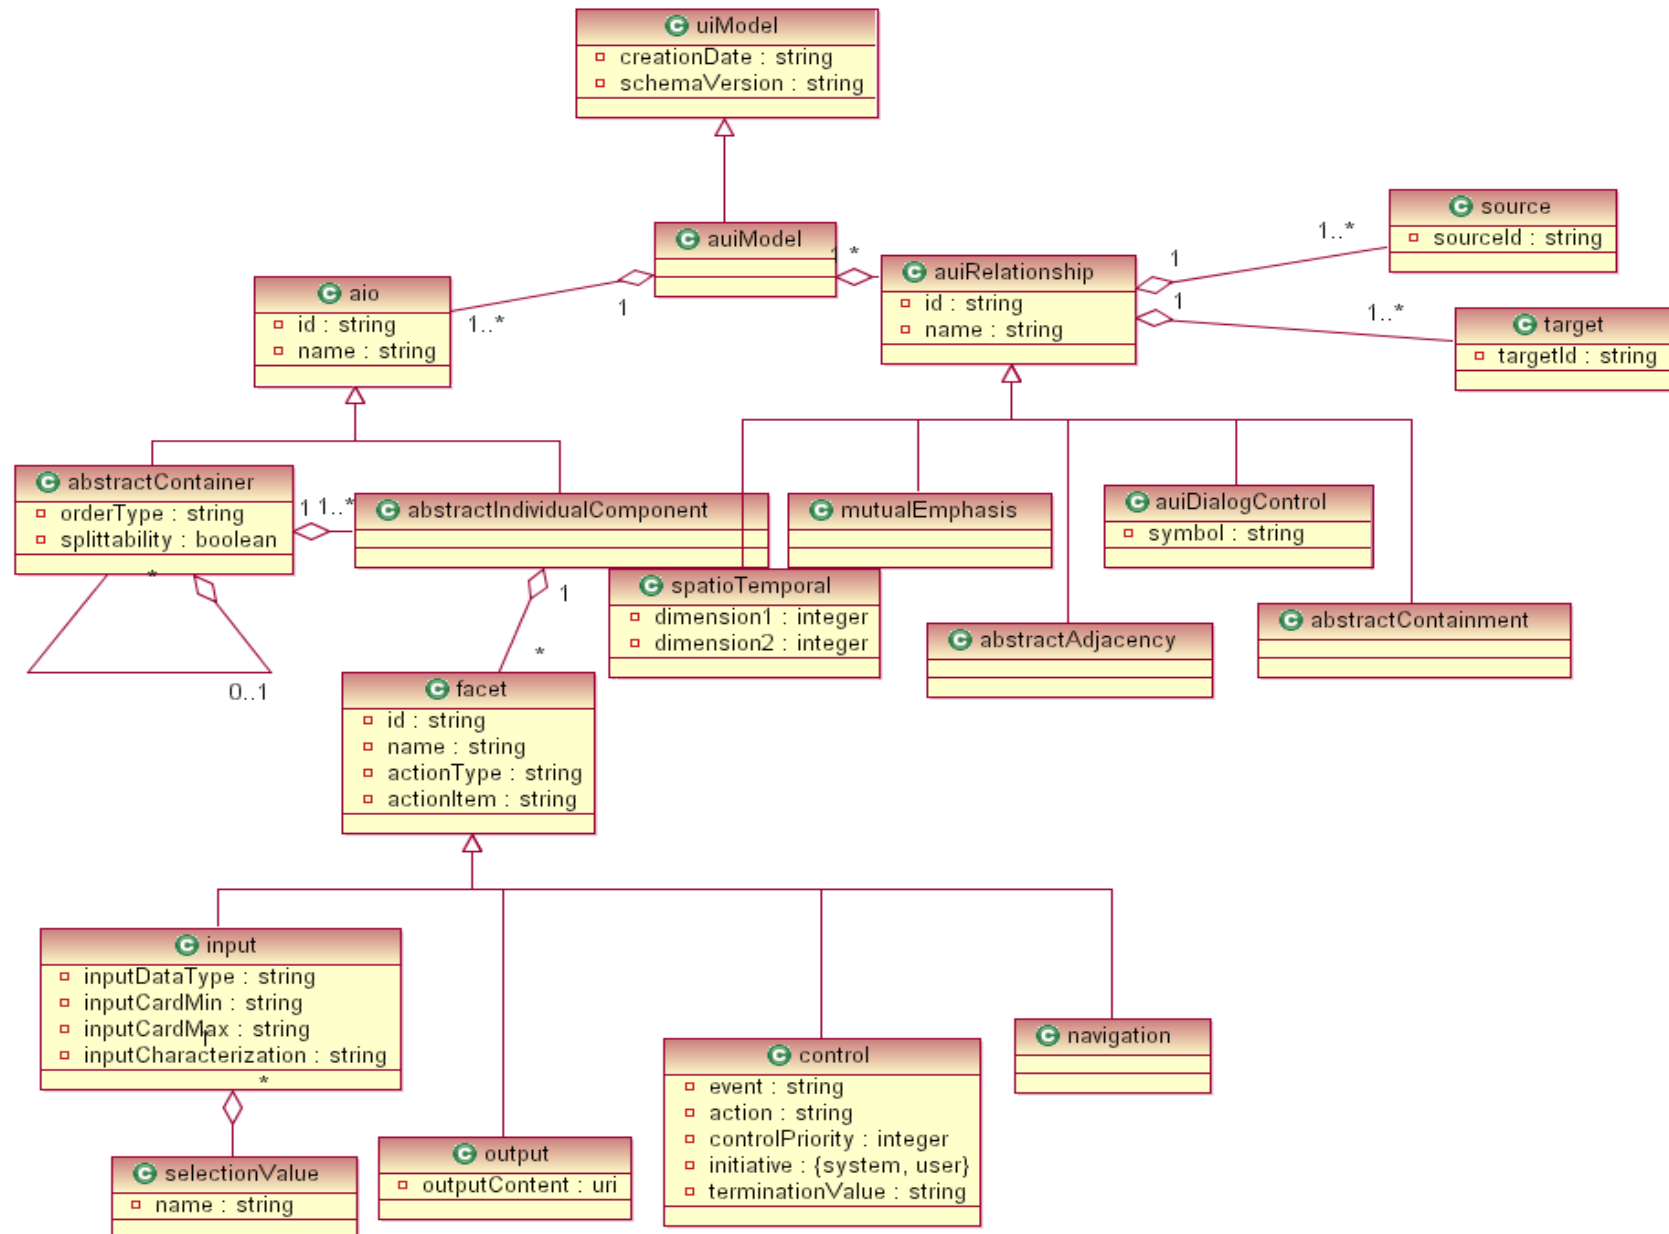 C uiModel
creationDate : string
schemaVersion : string
C auiModel
1 *
1
1..*
C aio
id : string
name : string
C auiRelationship
id : string
name : string
1
1..*
C source
sourceId : string
1
1..*
C target
targetId : string
C abstractContainer
orderType : string
splittability : boolean
1 1..*
*
0..1
C abstractIndividualComponent
1
*
C mutualEmphasis
C auiDialogControl
symbol : string
C spatioTemporal
dimension1 : integer
dimension2 : integer
C abstractAdjacency
C abstractContainment
C facet
id : string
name : string
actionType : string
actionItem : string
C input
inputDataType : string
inputCardMin : string
inputCardMax : string
inputCharacterization : string
*
C selectionValue
name : string
C output
outputContent : uri
C control
event : string
action : string
controlPriority : integer
initiative : {system, user}
terminationValue : string
C navigation